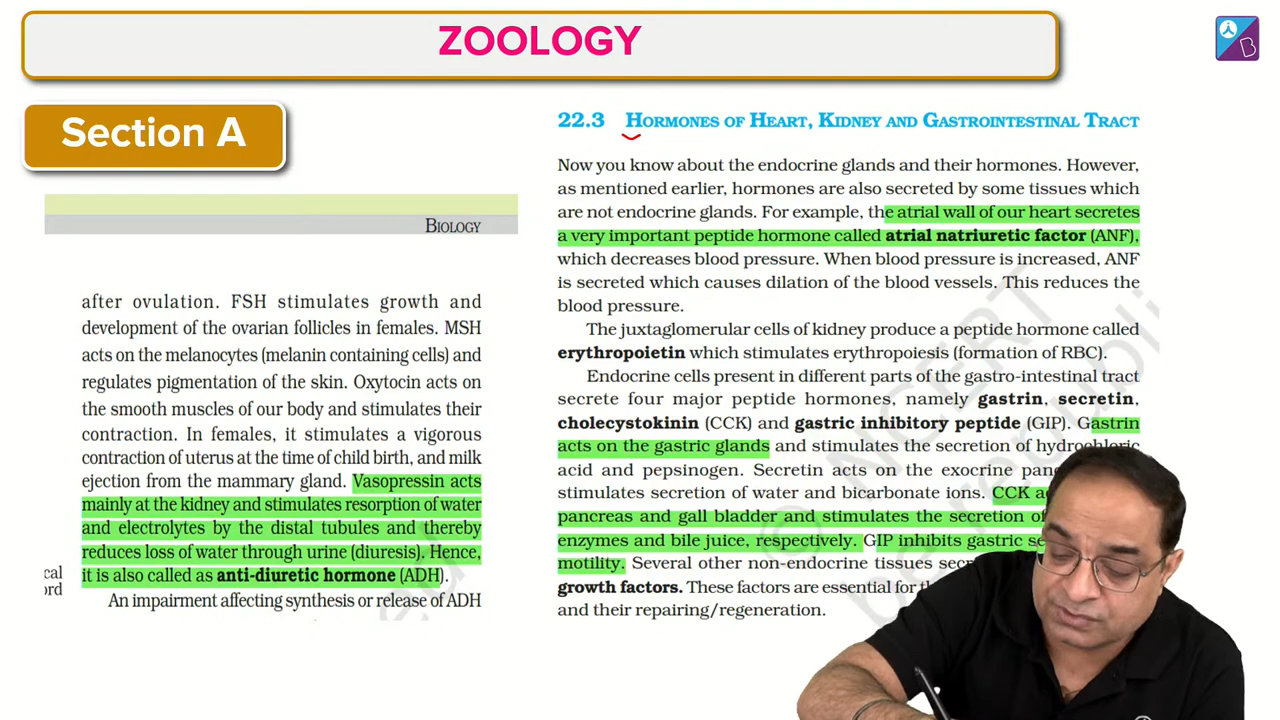 ZOOLOGY
Section A
BIOLOGY
after ovulation. FSH stimulates growth and
development of the ovarian follicles in females. MSH
acts on the melanocytes (melanin containing cells) and
regulates pigmentation of the skin. Oxytocin acts on
the smooth muscles of our body and stimulates their
contraction. In females, it stimulates a vigorous
contraction of uterus at the time of child birth, and milk
ejection from the mammary gland. Vasopressin acts
mainly at the kidney and stimulates resorption of water
and electrolytes by the distal tubules and thereby
reduces loss of water through urine (diuresis). Hence,
it is also called as anti-diuretic hormone (ADH).
An impairment affecting synthesis or release of ADH
22.3 HORMONES OF HEART, KIDNEY AND GASTROINTESTINAL TRACT
Now you know about the endocrine glands and their hormones. However,
as mentioned earlier, hormones are also secreted by some tissues which
are not endocrine glands. For example, the atrial wall of our heart secretes
a very important peptide hormone called atrial natriuretic factor (ANF),
which decreases blood pressure. When blood pressure is increased, ANF
is secreted which causes dilation of the blood vessels. This reduces the
blood pressure.
The juxtaglomerular cells of kidney produce a peptide hormone called
erythropoietin which stimulates erythropoiesis (formation of RBC).
Endocrine cells present in different parts of the gastro-intestinal tract
secrete four major peptide hormones, namely gastrin, secretin,
cholecystokinin (CCK) and gastric inhibitory peptide (GIP). Gastrin
acts on the gastric glands and stimulates the secretion of hydrochloric
acid and pepsinogen. Secretin acts on the exocrine
stimulates secretion of water and bicarbonate ions. CCK
pancreas and gall bladder and stimulates the secretion of
enzymes and bile juice, respectively. GIP inhibits gastric
motility. Several other non-endocrine tissues
growth factors. These factors are essential for
and their repairing/regeneration.
© NCERT